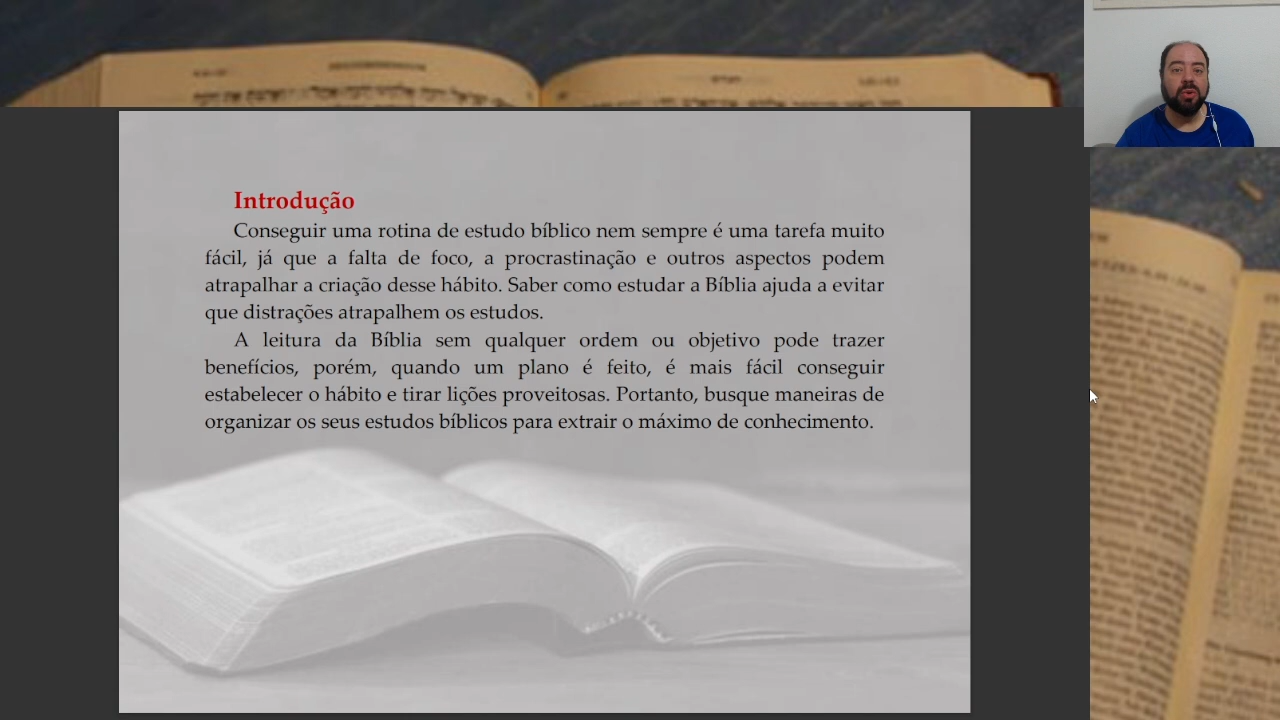 Introdução
Conseguir uma rotina de estudo bíblico nem sempre é uma tarefa muito
fácil, já que a falta de foco, a procrastinação e outros aspectos podem
atrapalhar a criação desse hábito. Saber como estudar a Bíblia ajuda a evitar
que distrações atrapalhem os estudos.
A leitura da Bíblia sem qualquer ordem ou objetivo pode trazer
benefícios, porém, quando um plano é feito, é mais fácil conseguir
estabelecer o hábito e tirar lições proveitosas. Portanto, busque maneiras de
organizar os seus estudos bíblicos para extrair o máximo de conhecimento.